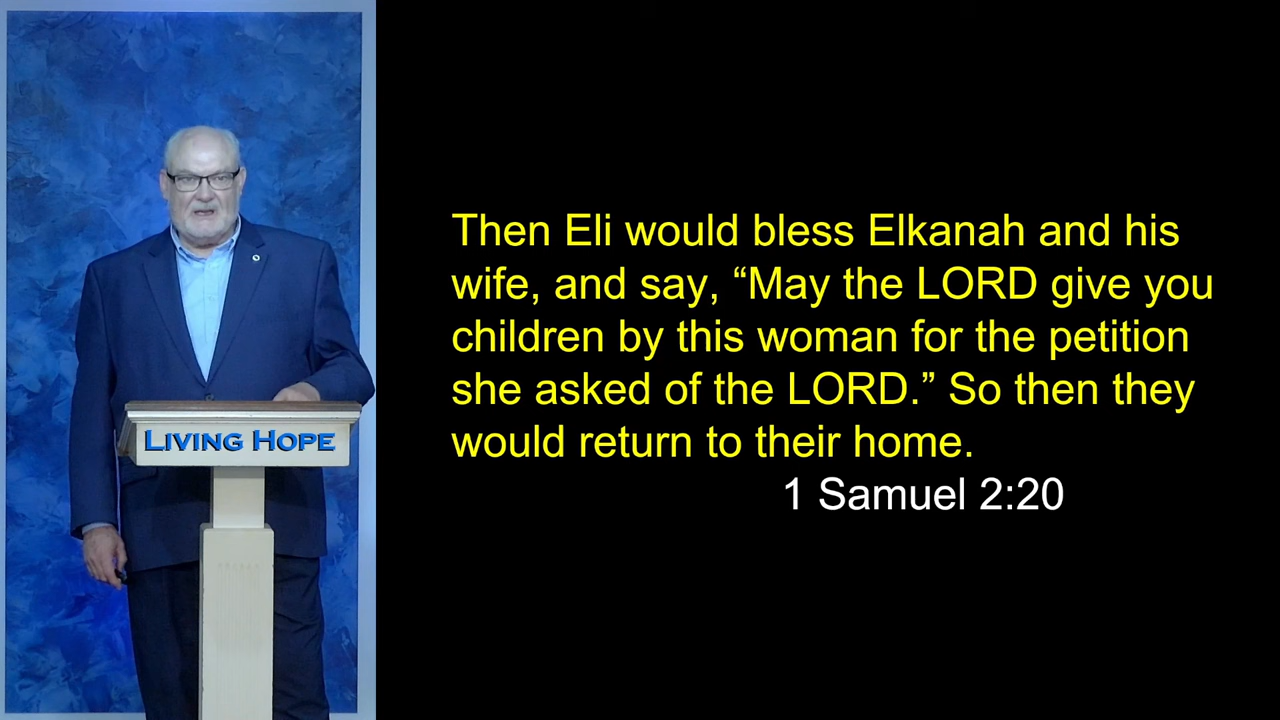 LIVING HOPE
Then Eli would bless Elkanah and his
wife, and say, “May the LORD give you
children by this woman for the petition
she asked of the LORD.” So then they
would return to their home.
1 Samuel 2:20